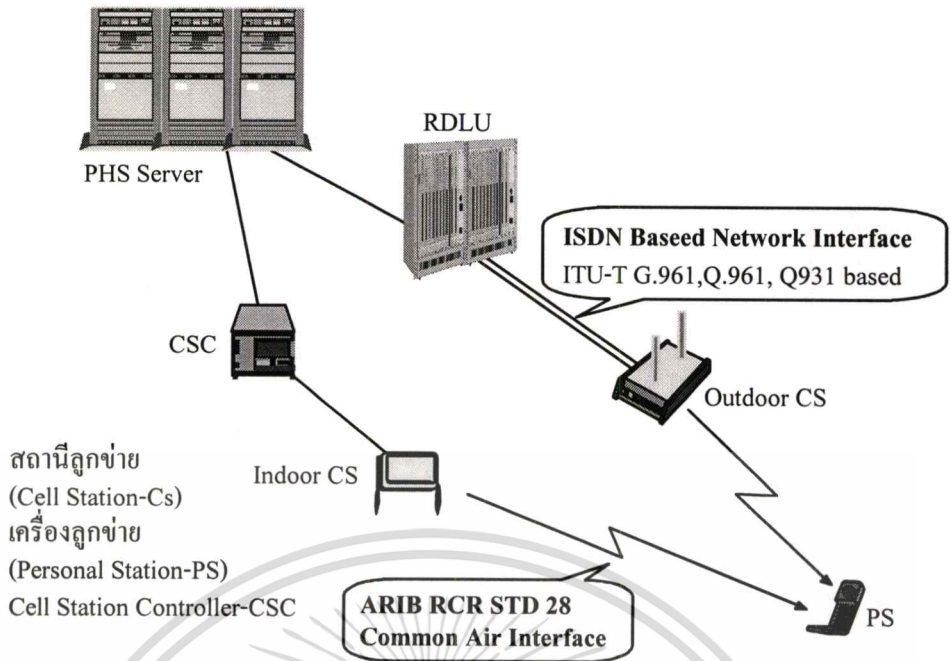 RDLU
PHS Server
ISDN Baseed Network Interface
ITU-T G.961,Q.961, Q931 based
CSC
Outdoor CS
สถานีลูกข่าย
(Cell Station-Cs)
เครื่องลูกข่าย
(Personal Station-PS)
Cell Station Controller-CSC
Indoor CS
ARIB RCR STD 28
Common Air Interface
PS